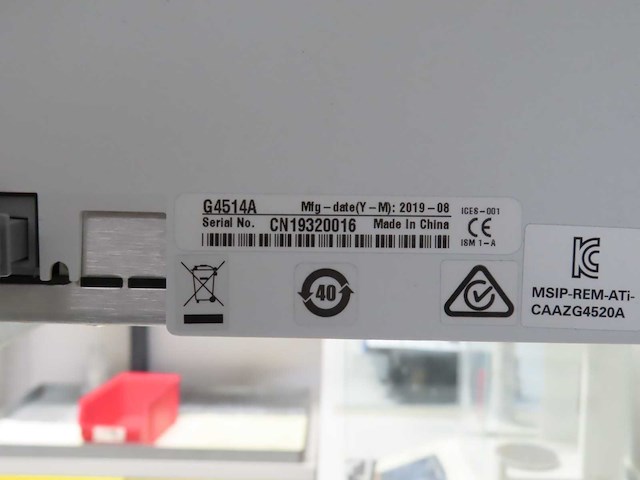 G4514A Mfg-date(Y-M): 2019-08
Serial No. CN19320016 Made In China
ICES-001
CE
ISM 1-A
40
KC
MSIP-REM-ATi-
CAAZG4520A